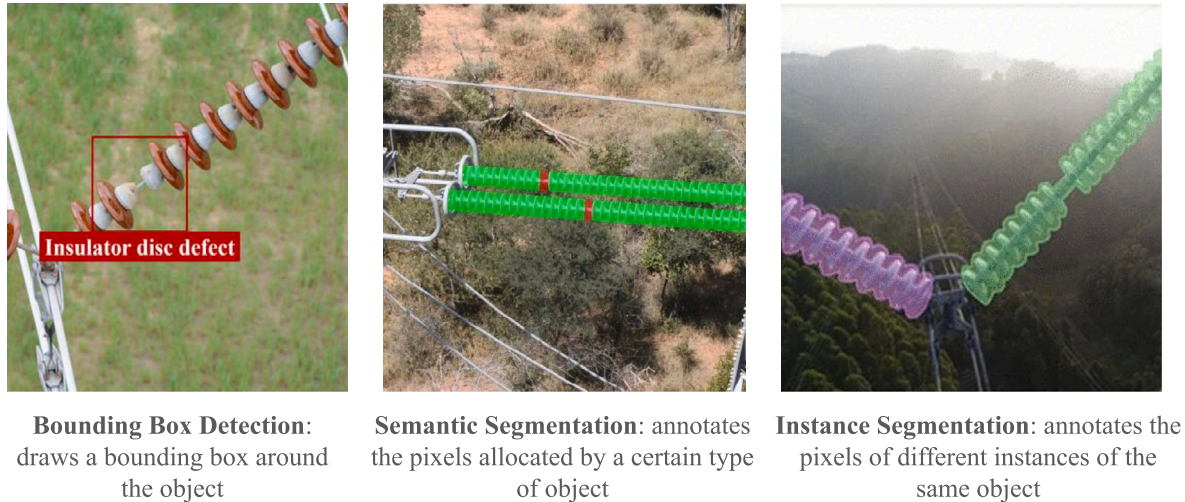 Insulator disc defect
Bounding Box Detection:
draws a bounding box around
the object
Semantic Segmentation: annotates
the pixels allocated by a certain type
of object
Instance Segmentation: annotates the
pixels of different instances of the
same object